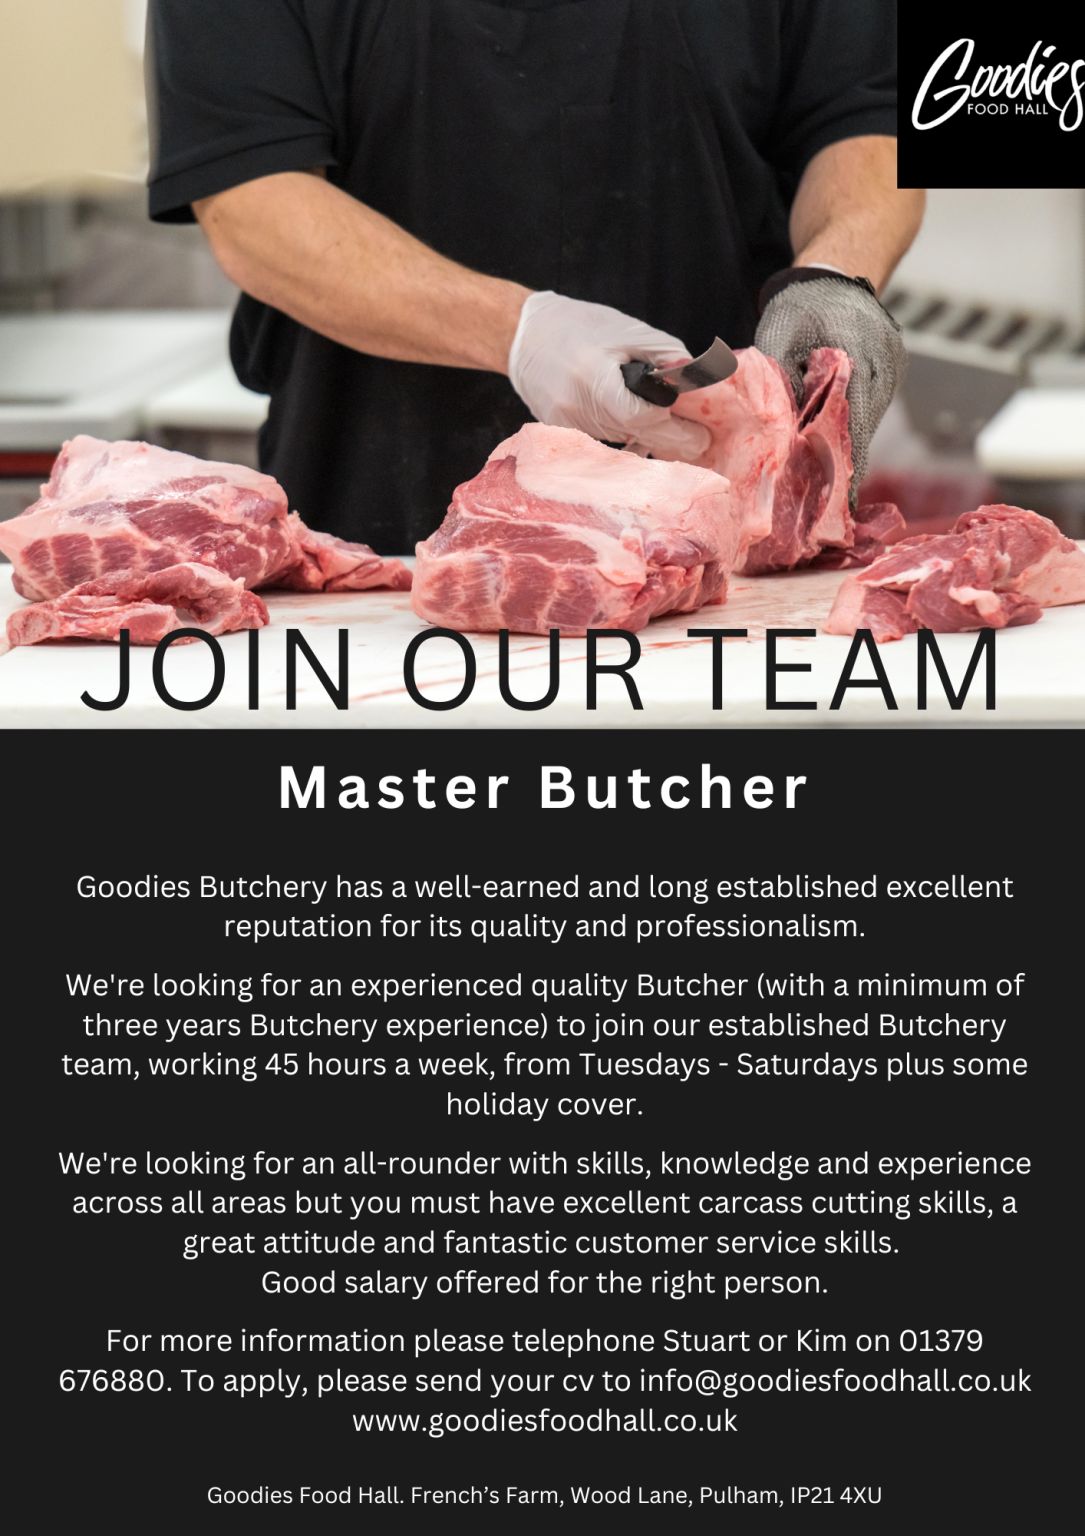 Goodies
FOOD HALL
JOIN OUR TEAM
Master Butcher
Goodies Butchery has a well-earned and long established excellent
reputation for its quality and professionalism.
We're looking for an experienced quality Butcher (with a minimum of
three years Butchery experience) to join our established Butchery
team, working 45 hours a week, from Tuesdays - Saturdays plus some
holiday cover.
We're looking for an all-rounder with skills, knowledge and experience
across all areas but you must have excellent carcass cutting skills, a
great attitude and fantastic customer service skills.
Good salary offered for the right person.
For more information please telephone Stuart or Kim on 01379
676880. To apply, please send your cv to info@goodiesfoodhall.co.uk
www.goodiesfoodhall.co.uk
Goodies Food Hall. French’s Farm, Wood Lane, Pulham, IP21 4XU